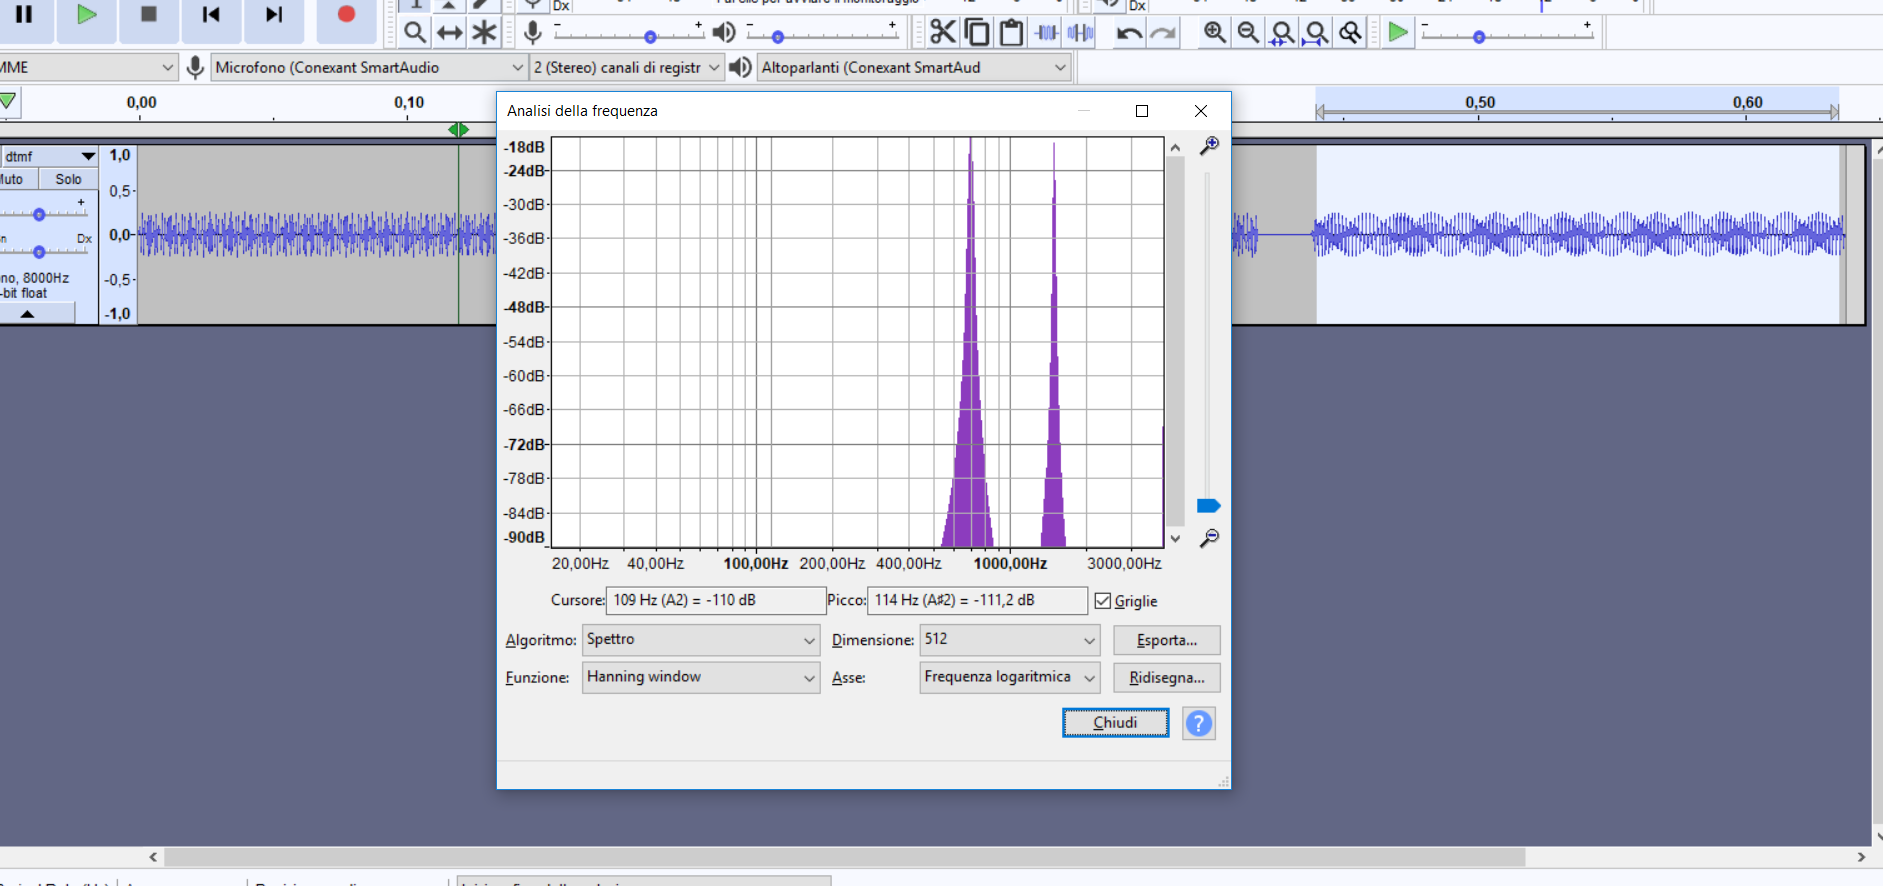 Dx
Dx
- + - + - +
MME
Microfono (Conexant SmartAudio
2 (Stereo) canali di registr
Altoparlanti (Conexant SmartAud
0,00 0,10 0,50 0,60
Analisi della frequenza
dtmf
Muto Solo
+
Dx
8000Hz
-bit float
1,0
0,5-
0,0-
-0,5-
-1,0
-18dB
-24dB-
-30dB-
-36dB-
-42dB-
-48dB-
-54dB-
-60dB-
-66dB-
-72dB-
-78dB-
-84dB-
-90dB
20,00Hz 40,00Hz 100,00Hz 200,00Hz 400,00Hz 1000,00Hz 3000,00Hz
Cursore: 109 Hz (A2) = -110 dB Picco: 114 Hz (A♯2) = -111,2 dB Griglie
Algoritmo: Spettro Dimensione: 512 Esporta...
Funzione: Hanning window Asse: Frequenza logaritmica Ridisegna...
Chiudi ?